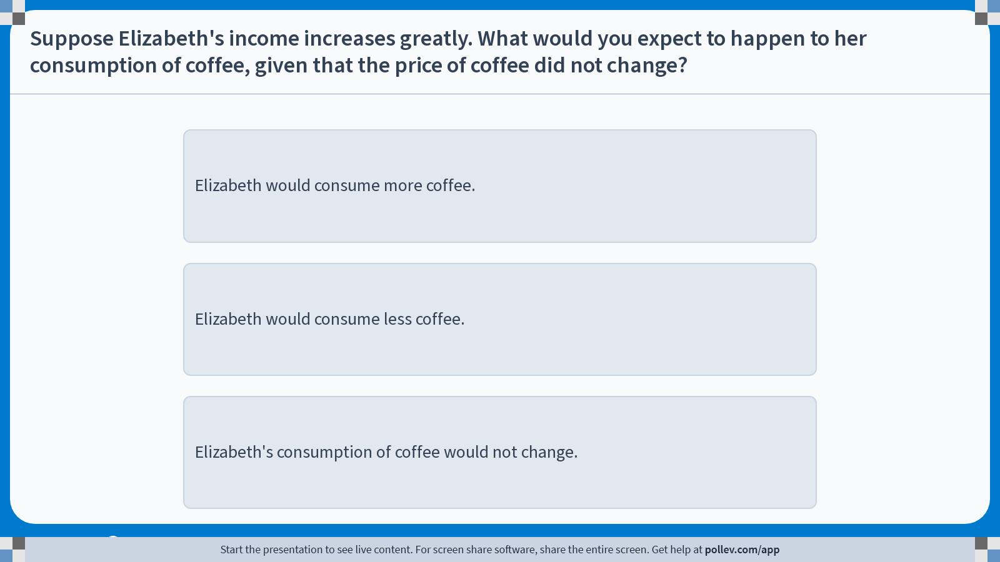 Suppose Elizabeth's income increases greatly. What would you expect to happen to her
consumption of coffee, given that the price of coffee did not change?
Elizabeth would consume more coffee.
Elizabeth would consume less coffee.
Elizabeth's consumption of coffee would not change.
Start the presentation to see live content. For screen share software, share the entire screen. Get help at pollev.com/app